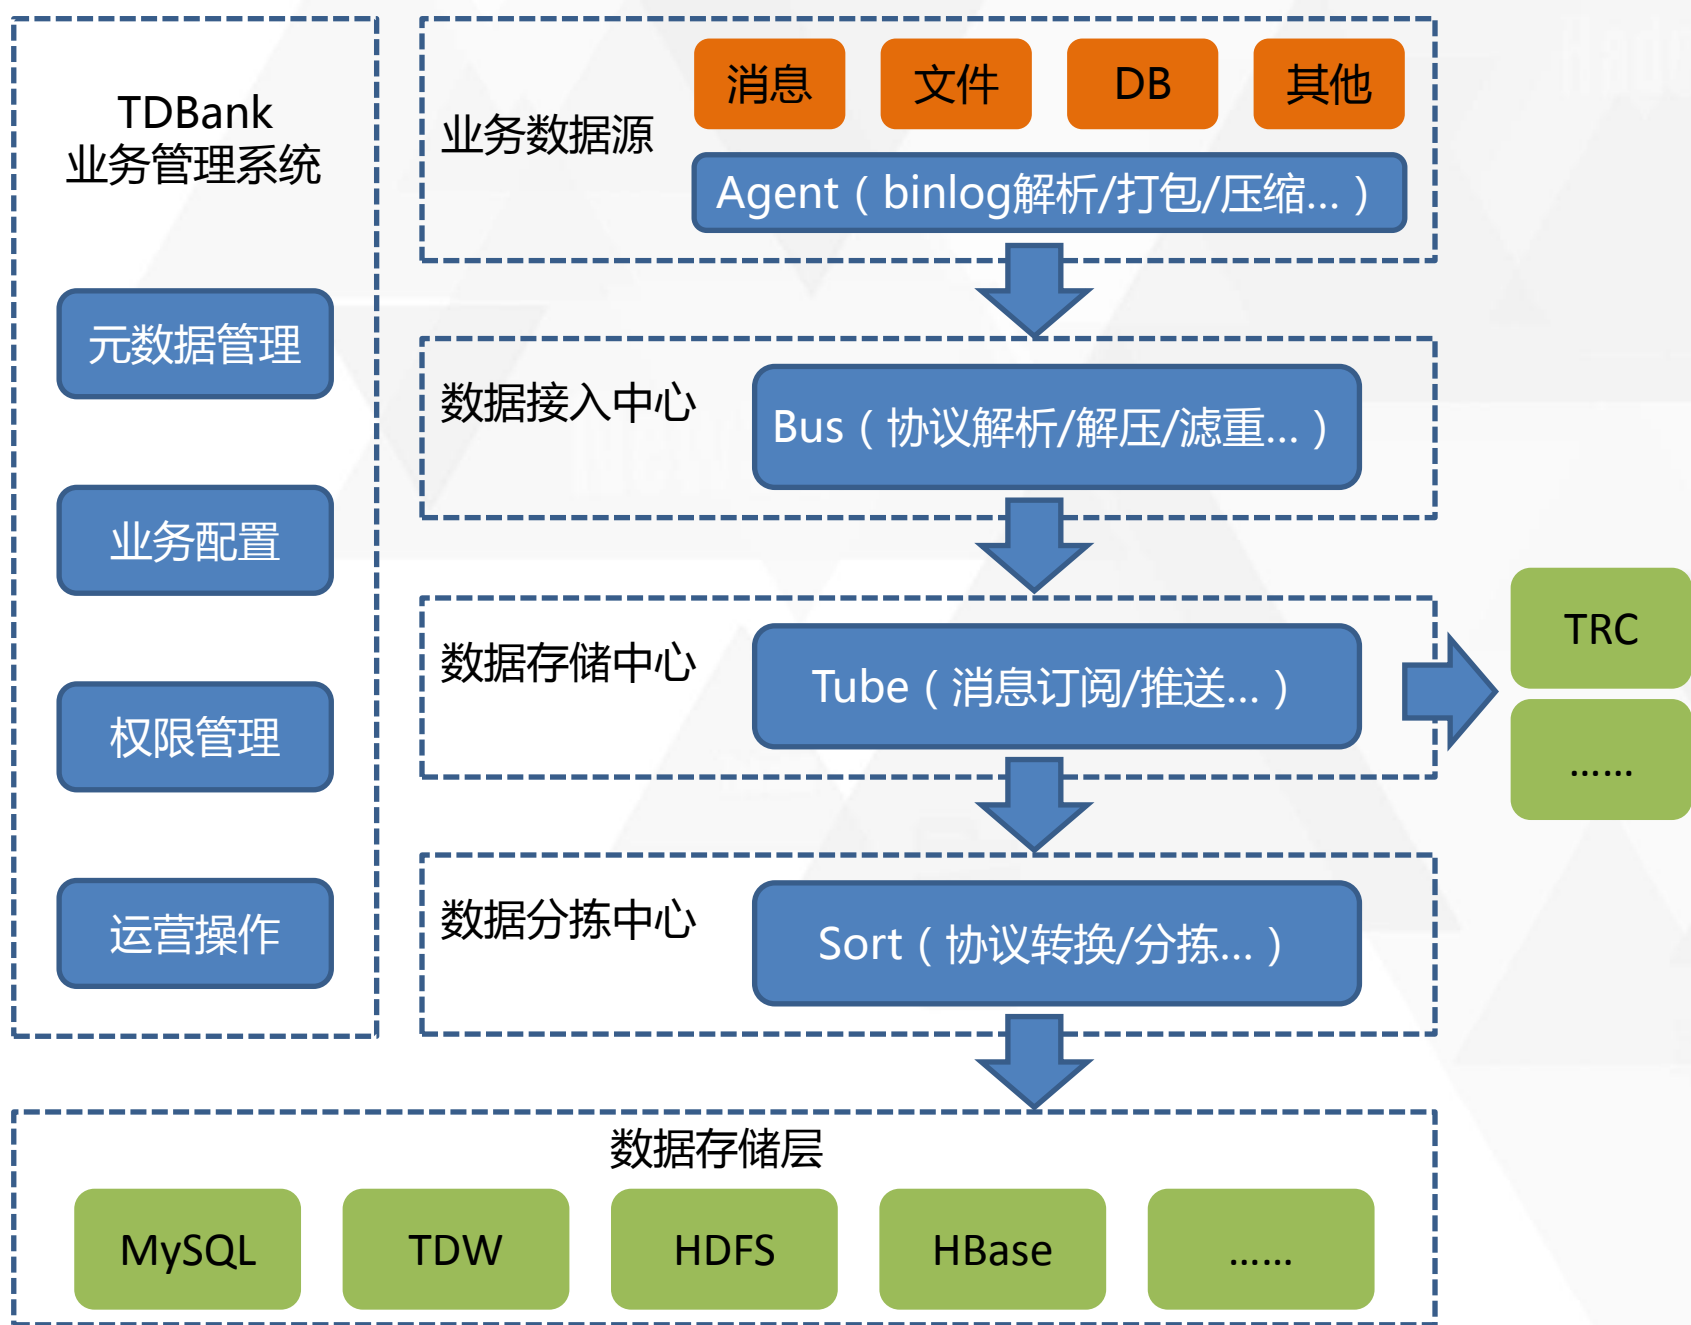 TDBank
业务管理系统
元数据管理
业务配置
权限管理
运营操作
业务数据源
消息
文件
DB
其他
Agent（binlog解析/打包/压缩...）
数据接入中心
Bus（协议解析/解压/滤重...）
数据存储中心
Tube（消息订阅/推送...）
TRC
……
数据分拣中心
Sort（协议转换/分拣...）
数据存储层
MySQL
TDW
HDFS
HBase
……